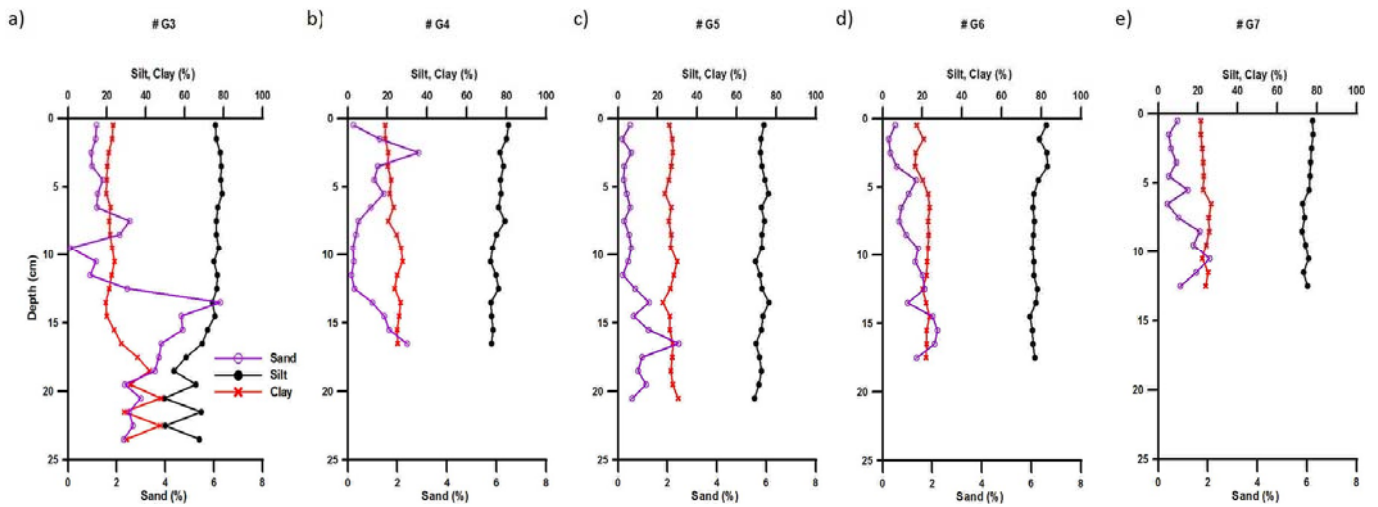 a) # G3 b) # G4 c) # G5 d) # G6 e) # G7
Silt, Clay (%) Silt, Clay (%) Silt, Clay (%) Silt, Clay (%) Silt, Clay (%)
0 20 40 60 80 100 0 20 40 60 80 100 0 20 40 60 80 100 0 20 40 60 80 100 0 20 40 60 80 100
0 0 0 0 0
5 5 5 5 5
10 10 10 10 10
Depth (cm)
15 15 15 15 15
Sand
Silt
Clay
20 20 20 20 20
25 25 25 25 25
0 2 4 6 8 0 2 4 6 8 0 2 4 6 8 0 2 4 6 8 0 2 4 6 8
Sand (%) Sand (%) Sand (%) Sand (%) Sand (%)